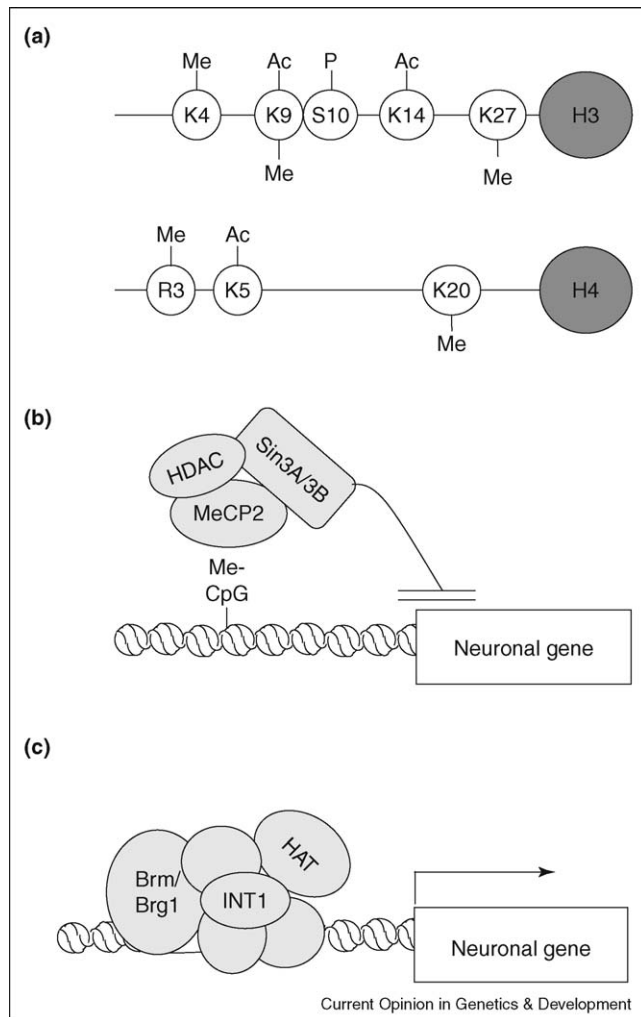 (a)
Me Ac P Ac
K4 K9 S10 K14 K27 H3
Me Me
Me Ac
R3 K5 K20 H4
Me
(b)
HDAC Sin3A/3B
MeCP2
Me-
CpG
Neuronal gene
(c)
HAT
Brm/
Brg1 INT1
Neuronal gene
Current Opinion in Genetics & Development